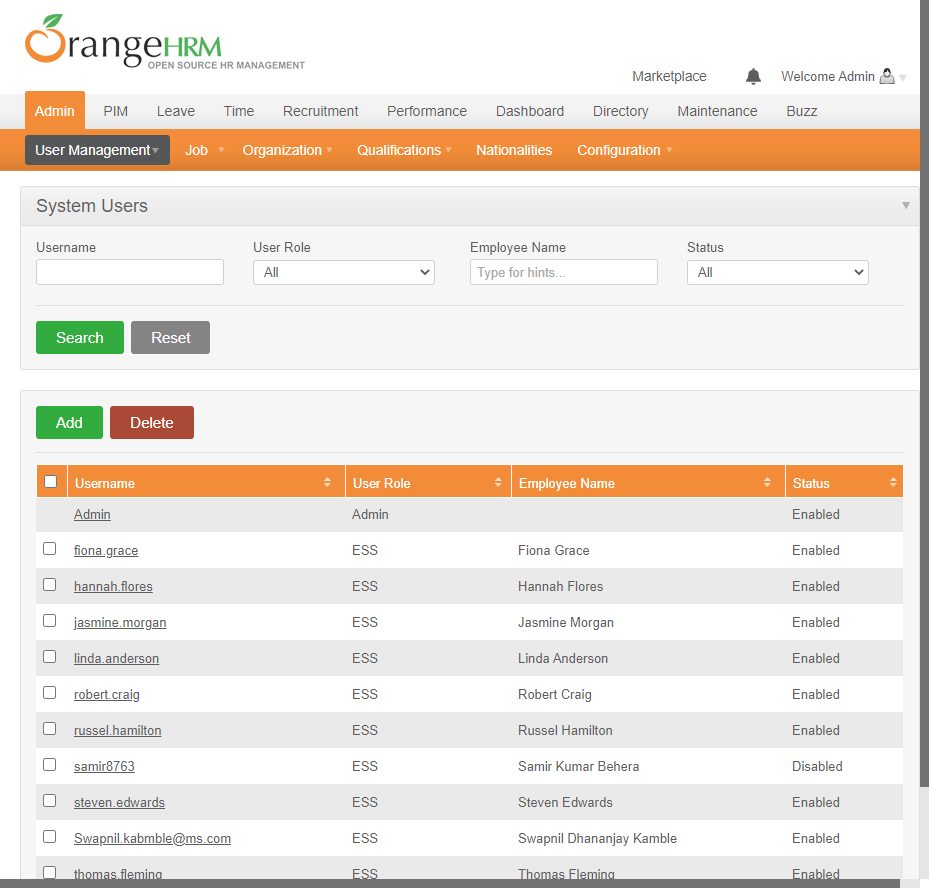 OrangeHRM
OPEN SOURCE HR MANAGEMENT
Marketplace Welcome Admin
Admin PIM Leave Time Recruitment Performance Dashboard Directory Maintenance Buzz
User Management Job Organization Qualifications Nationalities Configuration
System Users
Username User Role Employee Name Status
All Type for hints... All
Search Reset
Add Delete
Username User Role Employee Name Status
Admin Admin Enabled
fiona.grace ESS Fiona Grace Enabled
hannah.flores ESS Hannah Flores Enabled
jasmine.morgan ESS Jasmine Morgan Enabled
linda.anderson ESS Linda Anderson Enabled
robert.craig ESS Robert Craig Enabled
russel.hamilton ESS Russel Hamilton Enabled
samir8763 ESS Samir Kumar Behera Disabled
steven.edwards ESS Steven Edwards Enabled
Swapnil.kabmble@ms.com ESS Swapnil Dhananjay Kamble Enabled
thomas.fleming ESS Thomas Fleming Enabled